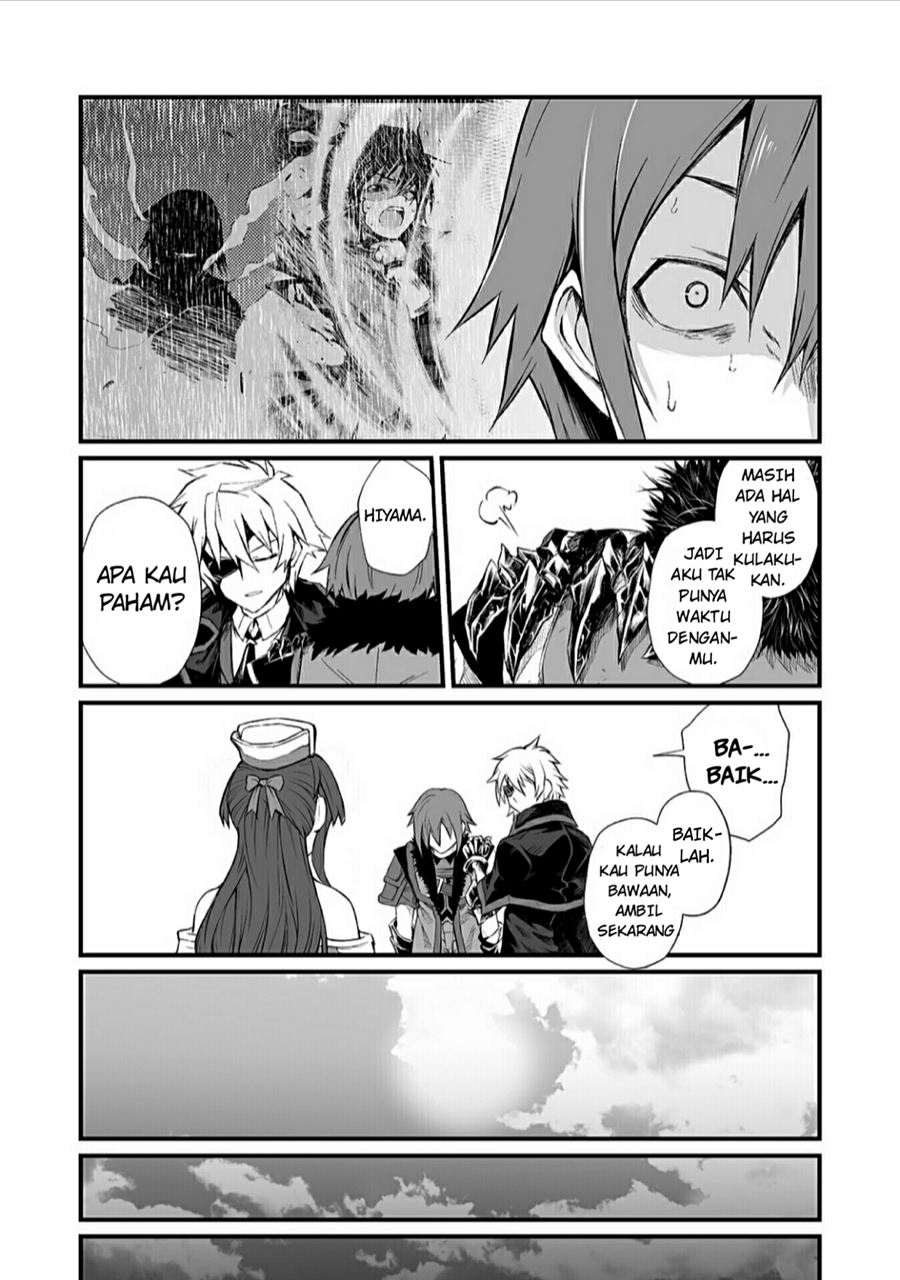 MASIH
ADA HAL
YANG
HARUS
KULAKU-
KAN.
JADI
AKU TAK
PUNYA
WAKTU
DENGAN-
MU.
HIYAMA.
APA KAU
PAHAM?
BA-...
BAIK...
BAIK-
LAH.
KALAU
KAU PUNYA
BAWAAN,
AMBIL
SEKARANG